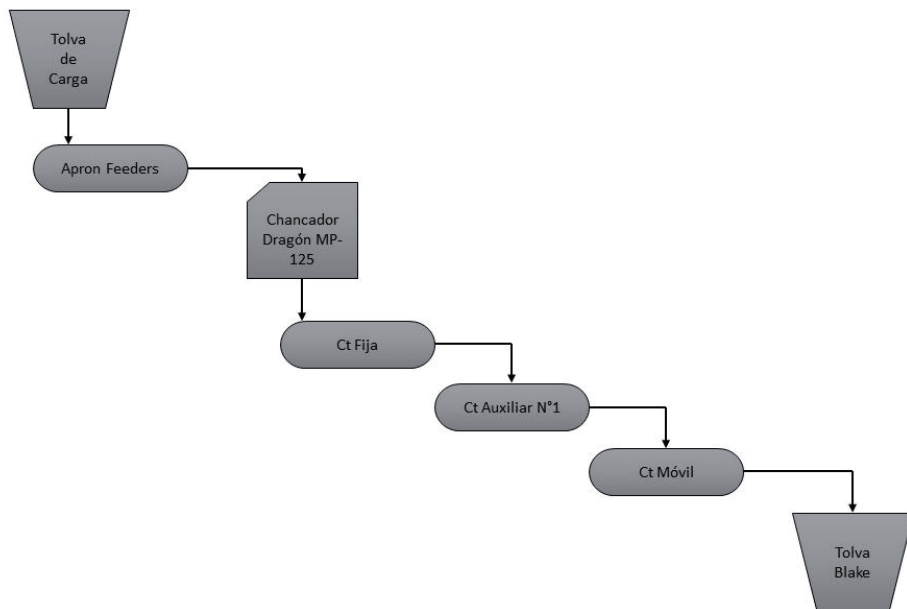 Tolva
de
Carga
Apron Feeders
Chancador
Dragón MP-
125
Ct Fija
Ct Auxiliar N°1
Ct Móvil
Tolva
Blake